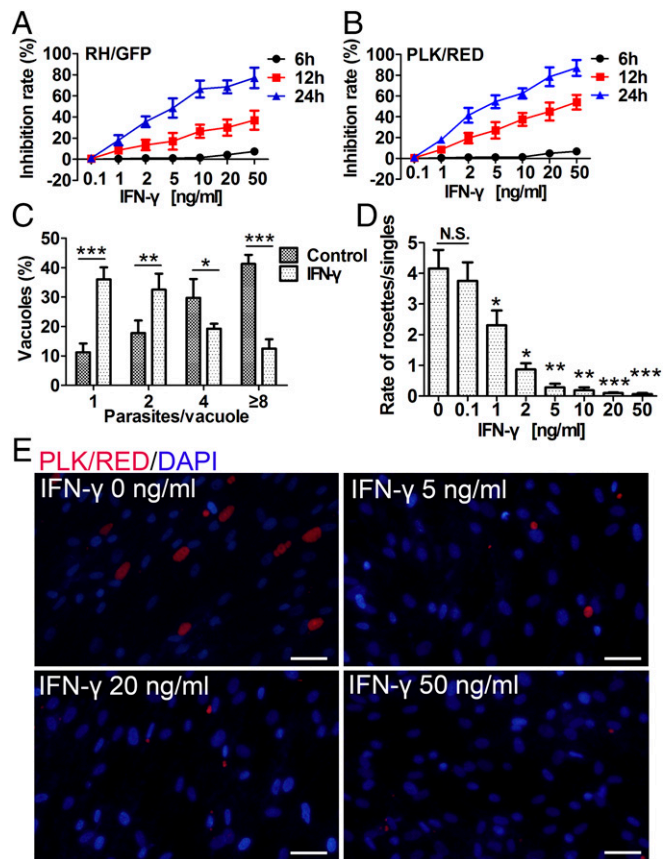 A
RH/GFP
6h
12h
24h
Inhibition rate (%)
100
80
60
40
20
0
-20
0.1 1 2 5 10 20 50
IFN-γ [ng/ml]
B
PLK/RED
6h
12h
24h
Inhibition rate (%)
100
80
60
40
20
0
-20
0.1 1 2 5 10 20 50
IFN-γ [ng/ml]
C
*** ** * ***
Control
IFN-γ
Vacuoles (%)
50
40
30
20
10
0
1 2 4 ≥8
Parasites/vacuole
D
N.S.
* * ** ** *** ***
Rate of rosettes/singles
5
4
3
2
1
0
0 0.1 1 2 5 10 20 50
IFN-γ [ng/ml]
E
PLK/RED/DAPI
IFN-γ 0 ng/ml
IFN-γ 5 ng/ml
IFN-γ 20 ng/ml
IFN-γ 50 ng/ml